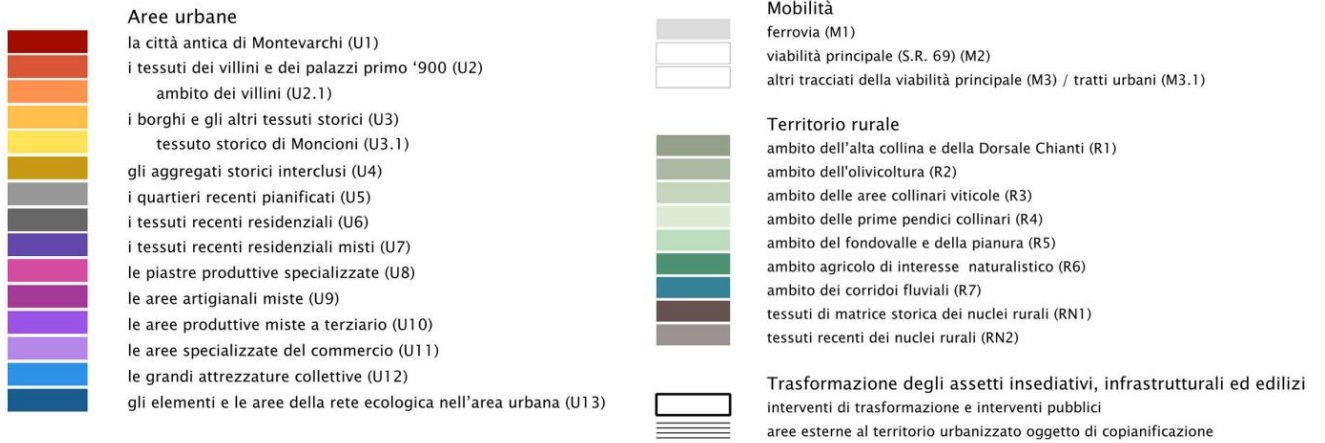 Aree urbane
la città antica di Montevarchi (U1)
i tessuti dei villini e dei palazzi primo ‘900 (U2)
ambito dei villini (U2.1)
i borghi e gli altri tessuti storici (U3)
tessuto storico di Moncioni (U3.1)
gli aggregati storici interclusi (U4)
i quartieri recenti pianificati (U5)
i tessuti recenti residenziali (U6)
i tessuti recenti residenziali misti (U7)
le piastre produttive specializzate (U8)
le aree artigianali miste (U9)
le aree produttive miste a terziario (U10)
le aree specializzate del commercio (U11)
le grandi attrezzature collettive (U12)
gli elementi e le aree della rete ecologica nell'area urbana (U13)
Mobilità
ferrovia (M1)
viabilità principale (S.R. 69) (M2)
altri tracciati della viabilità principale (M3) / tratti urbani (M3.1)
Territorio rurale
ambito dell'alta collina e della Dorsale Chianti (R1)
ambito dell'olivicoltura (R2)
ambito delle aree collinari viticole (R3)
ambito delle prime pendici collinari (R4)
ambito del fondovalle e della pianura (R5)
ambito agricolo di interesse naturalistico (R6)
ambito dei corridoi fluviali (R7)
tessuti di matrice storica dei nuclei rurali (RN1)
tessuti recenti dei nuclei rurali (RN2)
Trasformazione degli assetti insediativi, infrastrutturali ed edilizi
interventi di trasformazione e interventi pubblici
aree esterne al territorio urbanizzato oggetto di copianificazione